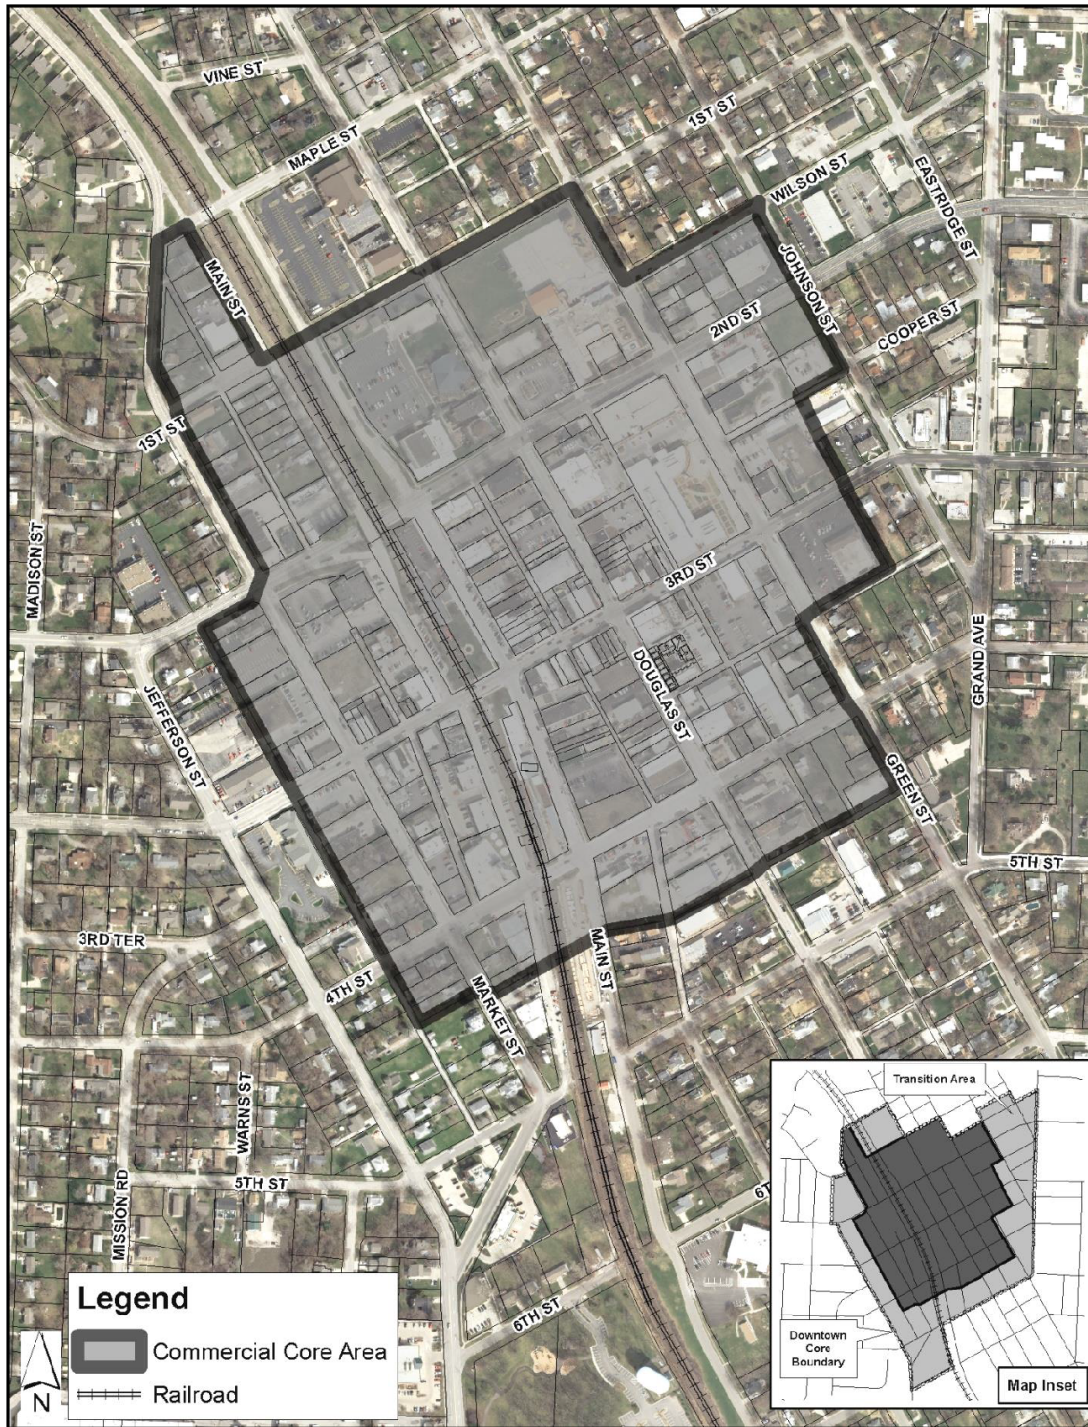 VINE ST
MAPLE ST
1ST ST
WILSON ST
EASTRIDGE ST
MAIN ST
JOHNSON ST
2ND ST
COOPER ST
1ST ST
MADISON ST
3RD ST
GRAND AVE
DOUGLAS ST
JEFFERSON ST
GREEN ST
5TH ST
3RD TER
4TH ST
MAIN ST
MARKET ST
WARNS ST
5TH ST
MISSION RD
6TH ST
Legend
Commercial Core Area
Railroad
N
Transition Area
Downtown
Core
Boundary
Map Inset